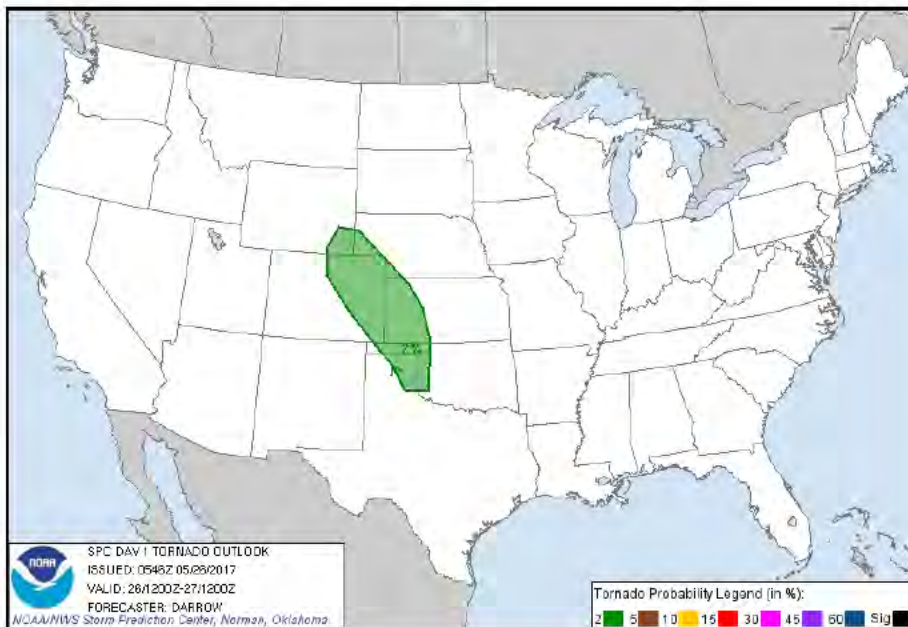 2%
SPC DAY 1 TORNADO OUTLOOK
ISSUED: 0546Z 05/26/2017
VALID: 26/1200Z-27/1200Z
FORECASTER: DARROW
NOAA/NWS Storm Prediction Center, Norman, Oklahoma
NOAA
Tornado Probability Legend (in %):
2 5 10 15 30 45 60 Sig